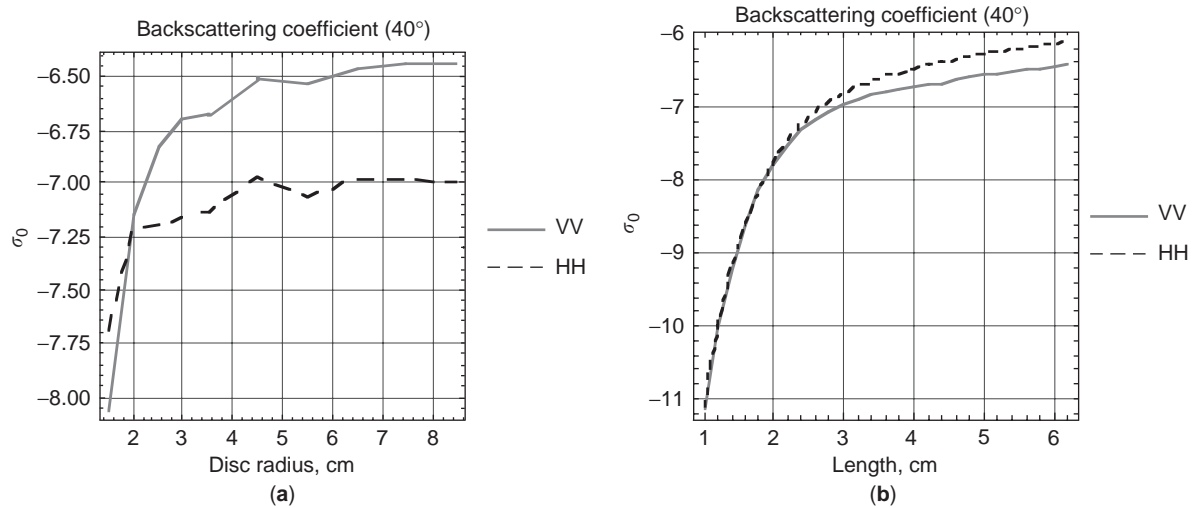 Backscattering coefficient (40°)
−6.50
−6.75
−7.00
−7.25
−7.50
−7.75
−8.00
σ0
2 3 4 5 6 7 8
Disc radius, cm
(a)
VV
HH
Backscattering coefficient (40°)
−6
−7
−8
−9
−10
−11
σ0
1 2 3 4 5 6
Length, cm
(b)
VV
HH